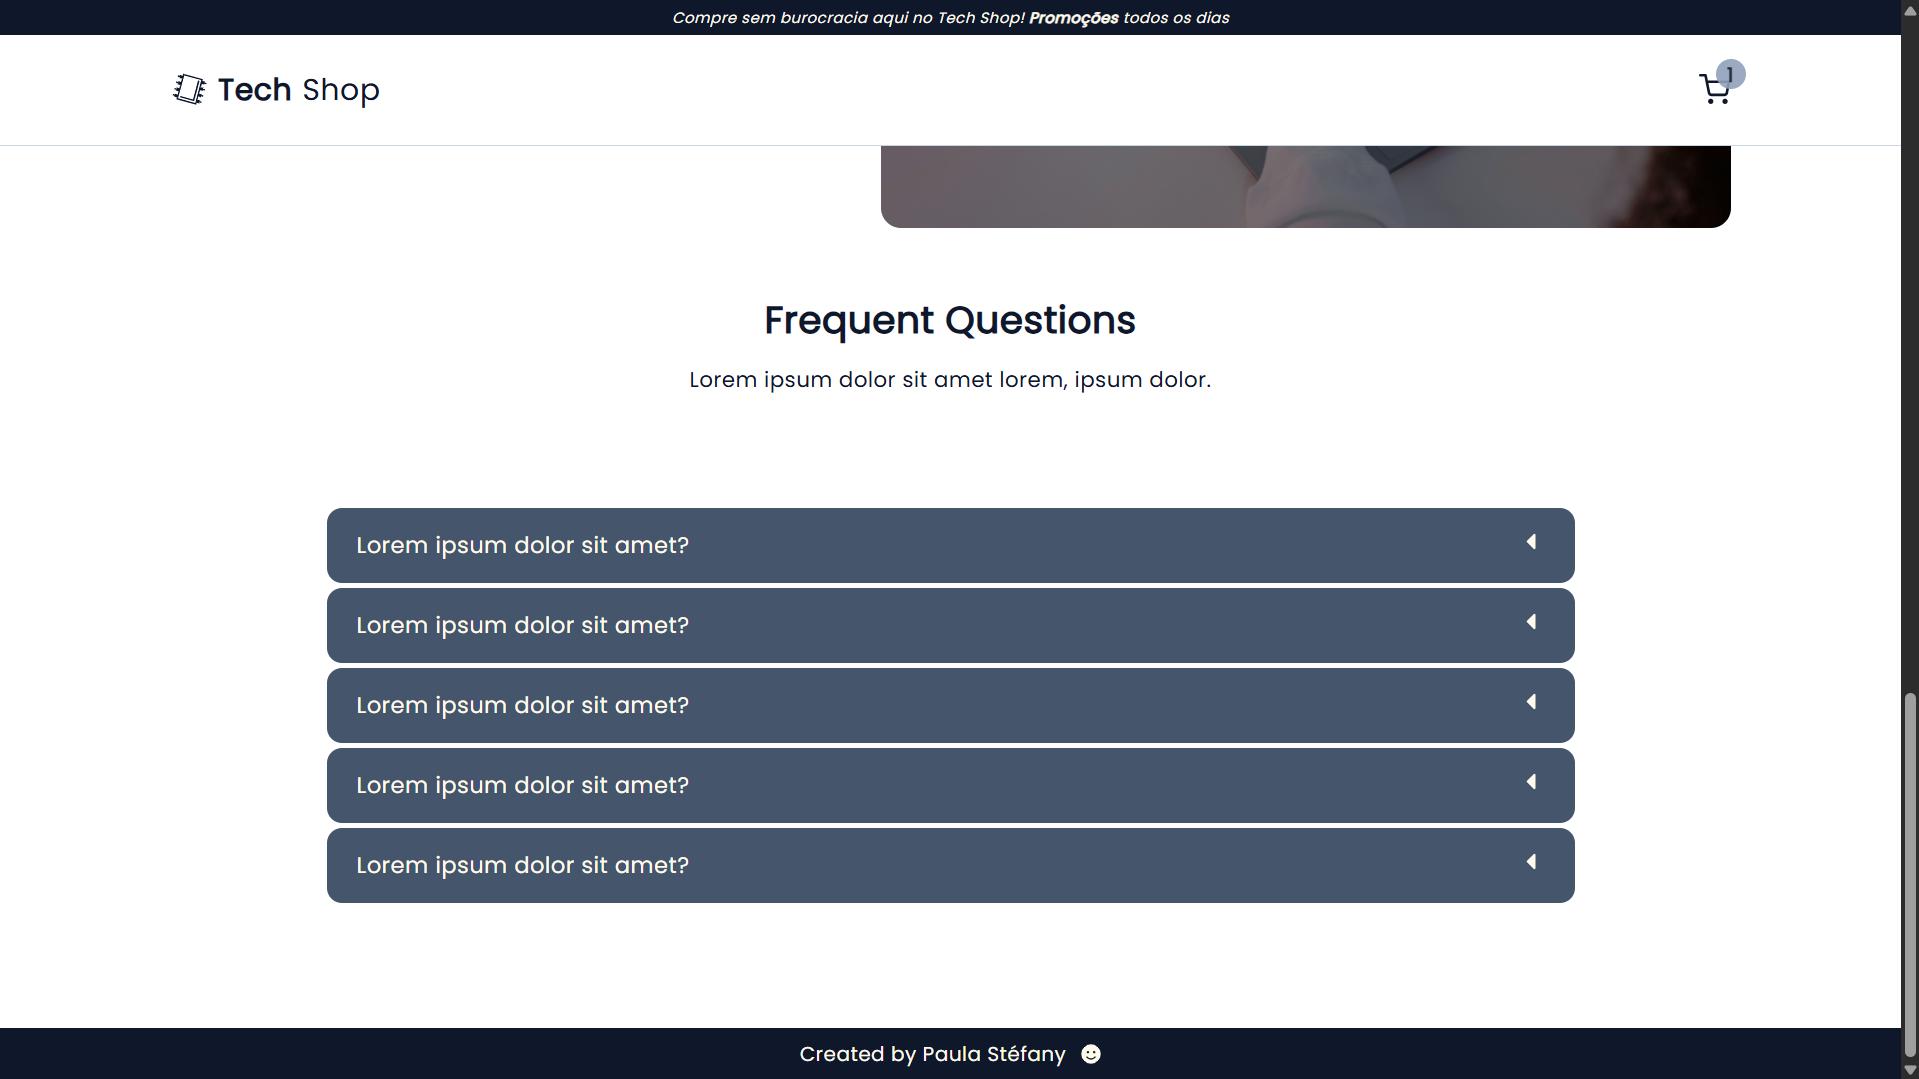 Compre sem burocracia aqui no Tech Shop! Promoções todos os dias
Tech Shop
1
Frequent Questions
Lorem ipsum dolor sit amet lorem, ipsum dolor.
Lorem ipsum dolor sit amet?
Lorem ipsum dolor sit amet?
Lorem ipsum dolor sit amet?
Lorem ipsum dolor sit amet?
Lorem ipsum dolor sit amet?
Created by Paula Stéfany